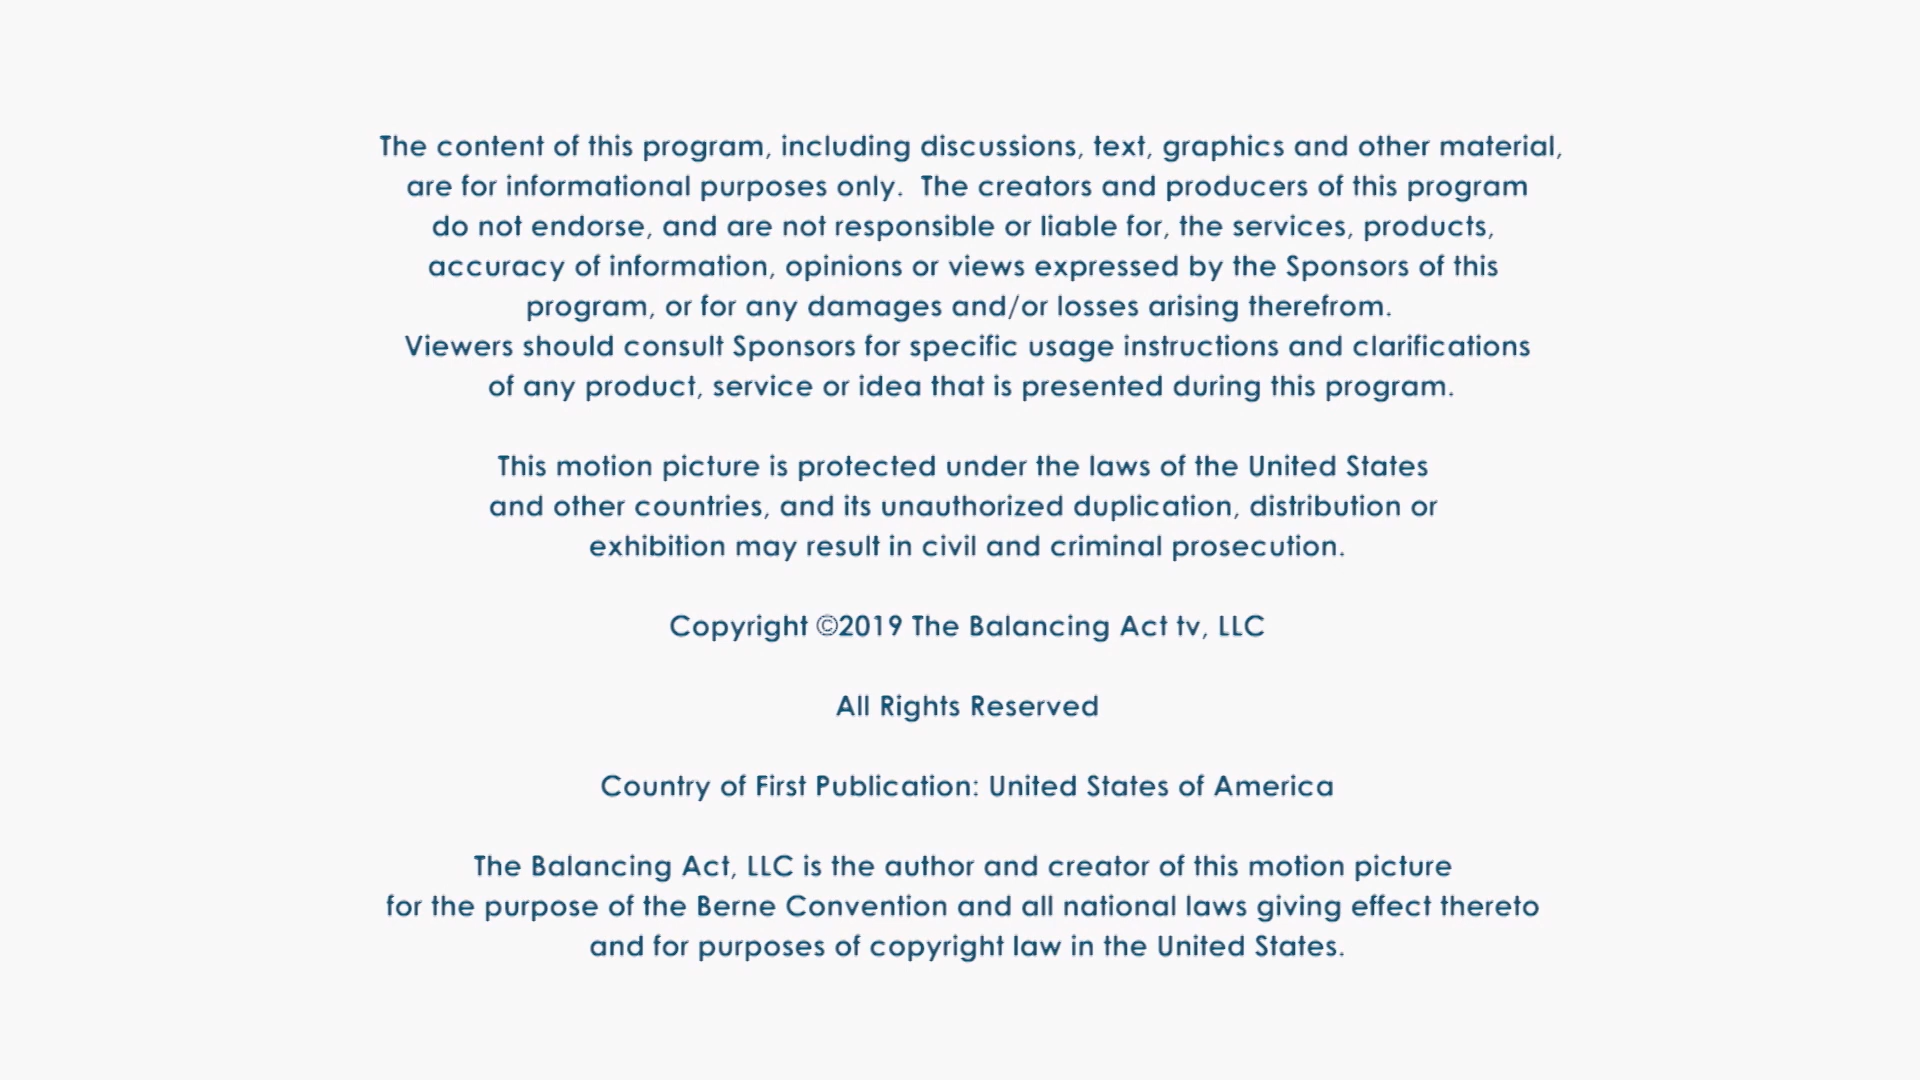 The content of this program, including discussions, text, graphics and other material,
are for informational purposes only.  The creators and producers of this program
do not endorse, and are not responsible or liable for, the services, products,
accuracy of information, opinions or views expressed by the Sponsors of this
program, or for any damages and/or losses arising therefrom.
Viewers should consult Sponsors for specific usage instructions and clarifications
of any product, service or idea that is presented during this program.
This motion picture is protected under the laws of the United States
and other countries, and its unauthorized duplication, distribution or
exhibition may result in civil and criminal prosecution.
Copyright ©2019 The Balancing Act tv, LLC
All Rights Reserved
Country of First Publication: United States of America
The Balancing Act, LLC is the author and creator of this motion picture
for the purpose of the Berne Convention and all national laws giving effect thereto
and for purposes of copyright law in the United States.